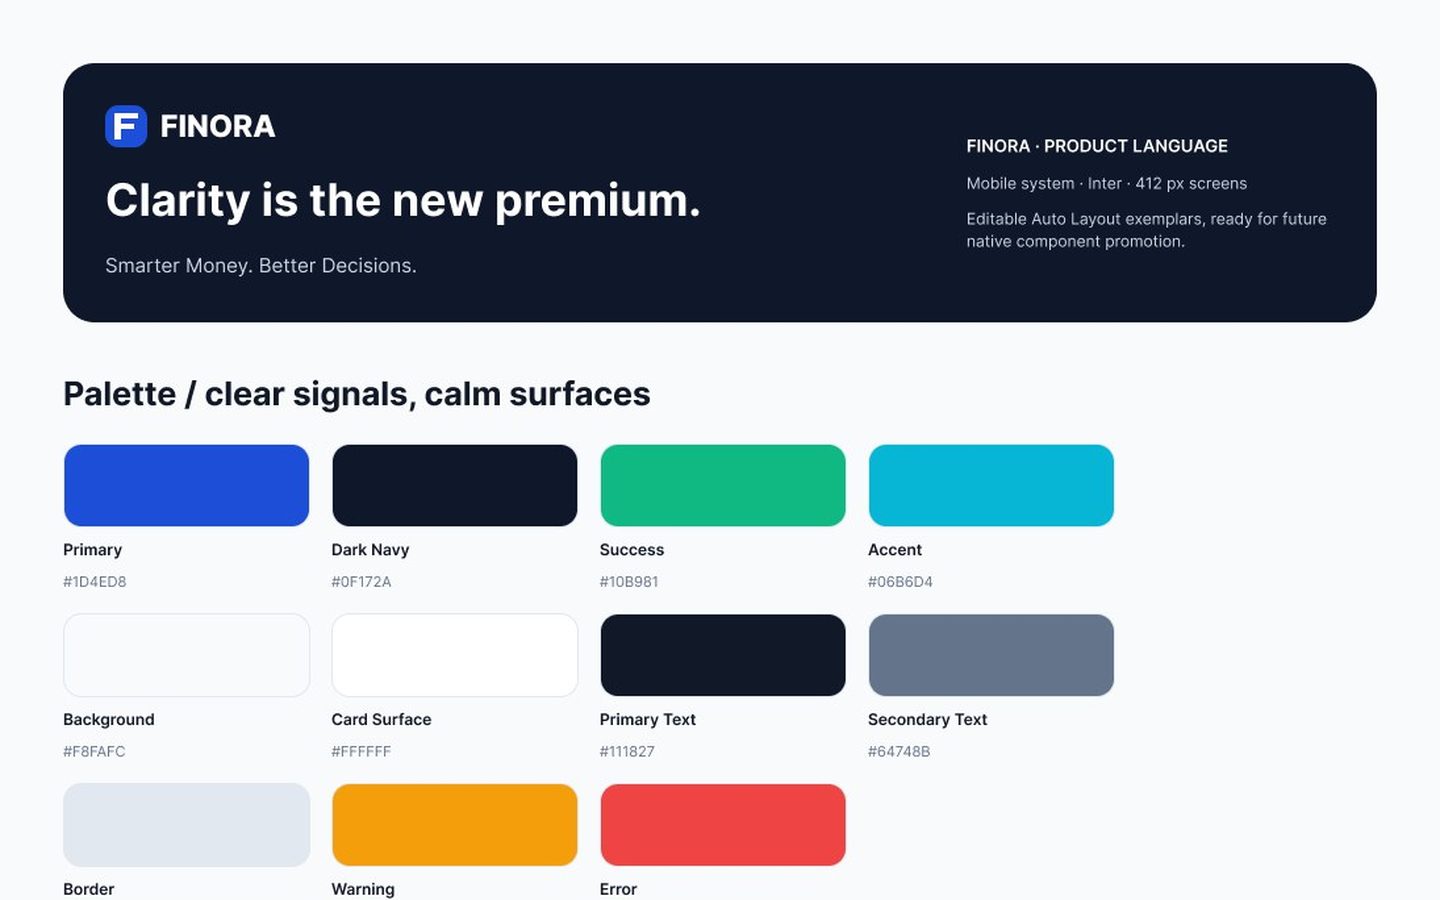 FINORA
Clarity is the new premium.
Smarter Money. Better Decisions.
FINORA · PRODUCT LANGUAGE
Mobile system · Inter · 412 px screens
Editable Auto Layout exemplars, ready for future
native component promotion.
Palette / clear signals, calm surfaces
Primary
#1D4ED8
Dark Navy
#0F172A
Success
#10B981
Accent
#06B6D4
Background
#F8FAFC
Card Surface
#FFFFFF
Primary Text
#111827
Secondary Text
#64748B
Border
Warning
Error